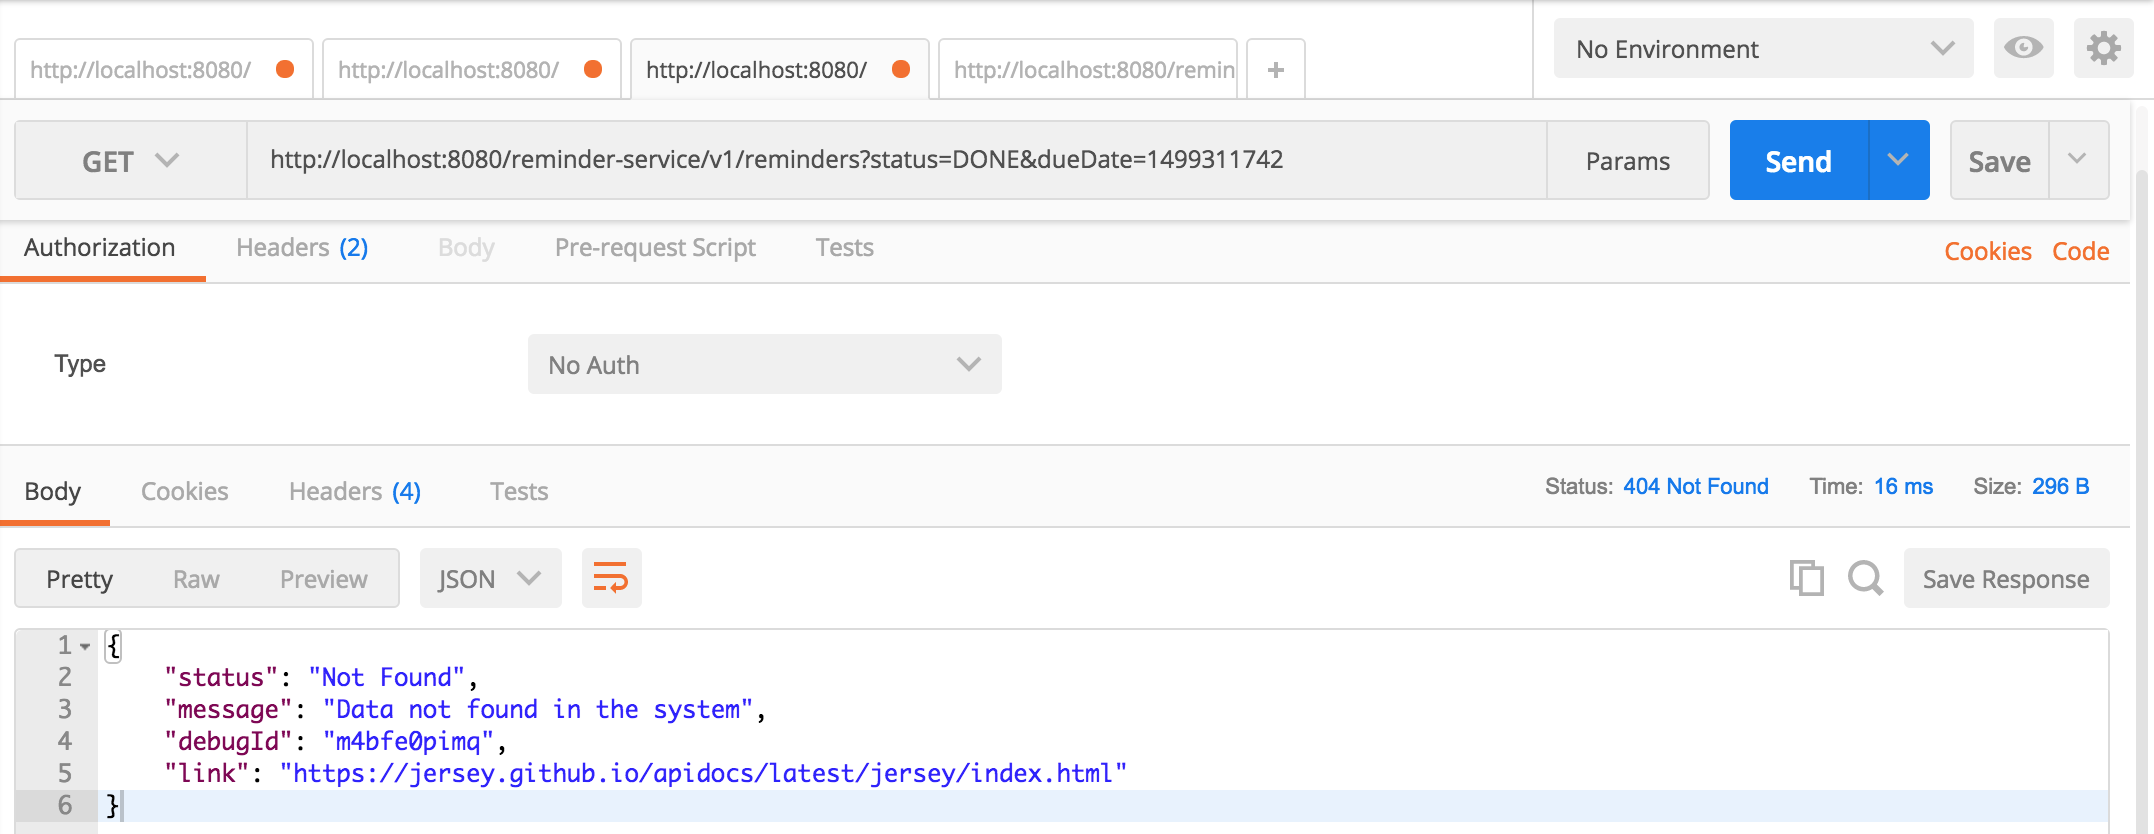 http://localhost:8080/ http://localhost:8080/ http://localhost:8080/ http://localhost:8080/remin + No Environment
GET http://localhost:8080/reminder-service/v1/reminders?status=DONE&dueDate=1499311742 Params Send Save
Authorization Headers (2) Body Pre-request Script Tests Cookies Code
Type No Auth
Body Cookies Headers (4) Tests Status: 404 Not Found Time: 16 ms Size: 296 B
Pretty Raw Preview JSON Save Response
1 {
2 "status": "Not Found",
3 "message": "Data not found in the system",
4 "debugId": "m4bfe0pimq",
5 "link": "https://jersey.github.io/apidocs/latest/jersey/index.html"
6 }